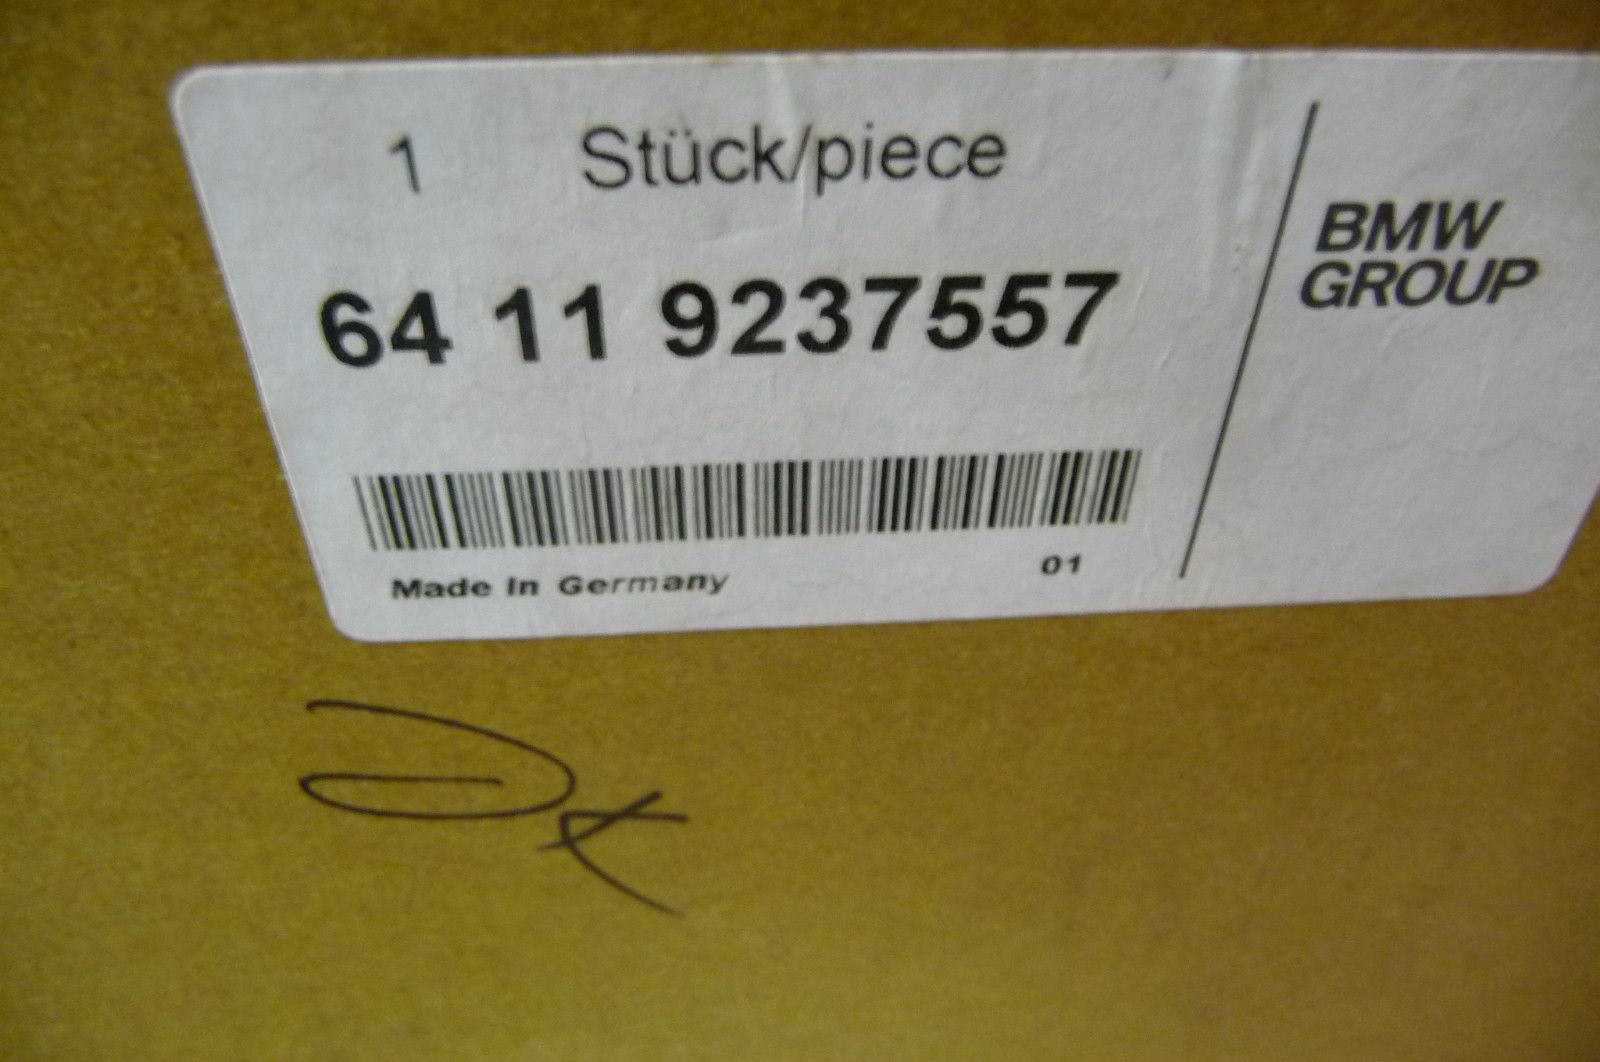 1 Stück/piece
BMW
GROUP
64 11 9237557
Made In Germany 01